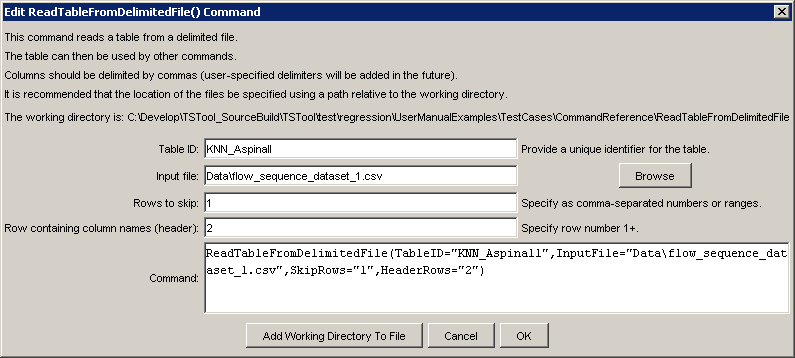 Edit ReadTableFromDelimitedFile() Command
This command reads a table from a delimited file.
The table can then be used by other commands.
Columns should be delimited by commas (user-specified delimiters will be added in the future).
It is recommended that the location of the files be specified using a path relative to the working directory.
The working directory is: C:\Develop\TSTool_SourceBuild\TSTool\test\regression\UserManualExamples\TestCases\CommandReference\ReadTableFromDelimitedFile
Table ID: KNN_Aspinall Provide a unique identifier for the table.
Input file: Data\flow_sequence_dataset_1.csv Browse
Rows to skip: 1 Specify as comma-separated numbers or ranges.
Row containing column names (header): 2 Specify row number 1+.
ReadTableFromDelimitedFile(TableID="KNN_Aspinall",InputFile="Data\flow_sequence_dat
aset_1.csv",SkipRows="1",HeaderRows="2")
Command:
Add Working Directory To File Cancel OK